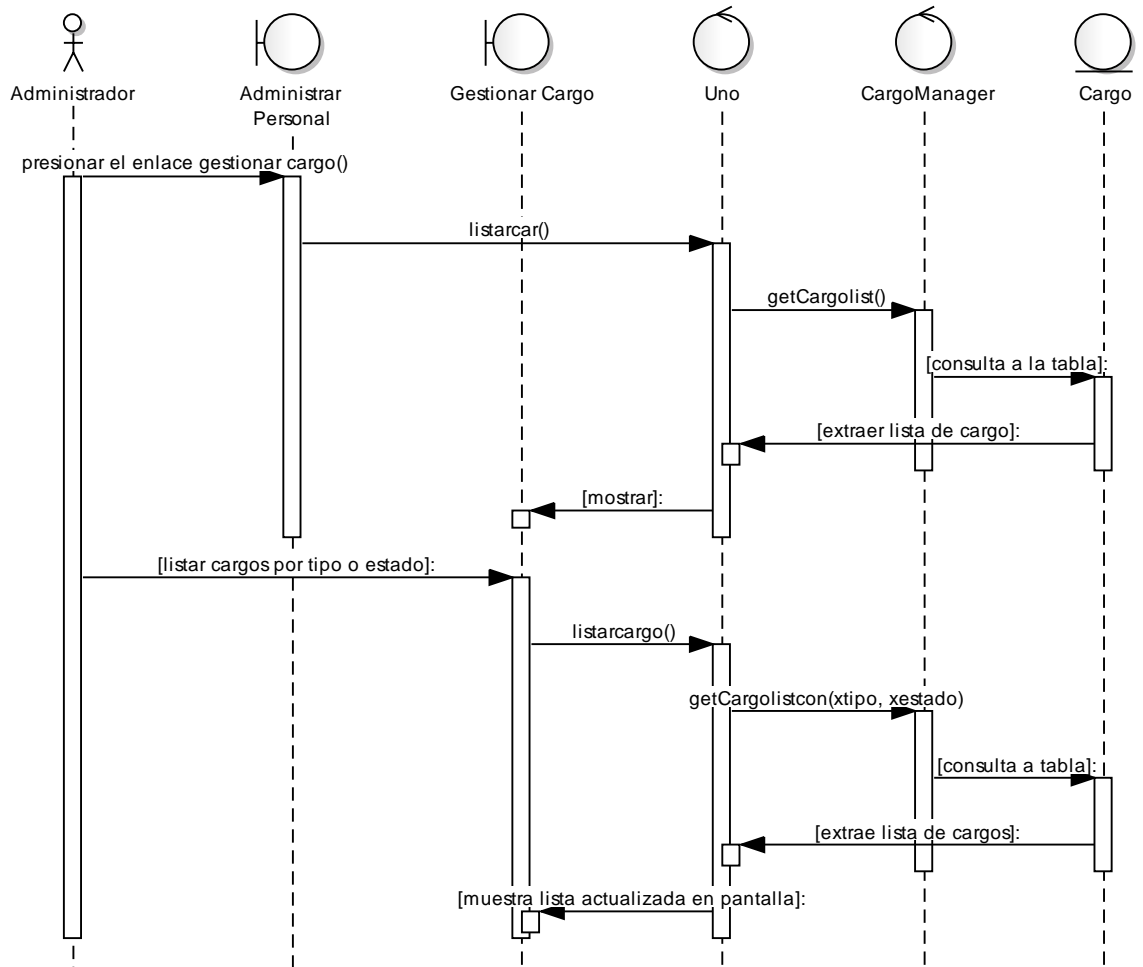 Administrador
Administrar
Personal
Gestionar Cargo
Uno
CargoManager
Cargo
presionar el enlace gestionar cargo()
listarcar()
getCargolist()
[consulta a la tabla]:
[extraer lista de cargo]:
[mostrar]:
[listar cargos por tipo o estado]:
listarcargo()
getCargolistcon(xtipo, xestado)
[consulta a tabla]:
[extrae lista de cargos]:
[muestra lista actualizada en pantalla]: